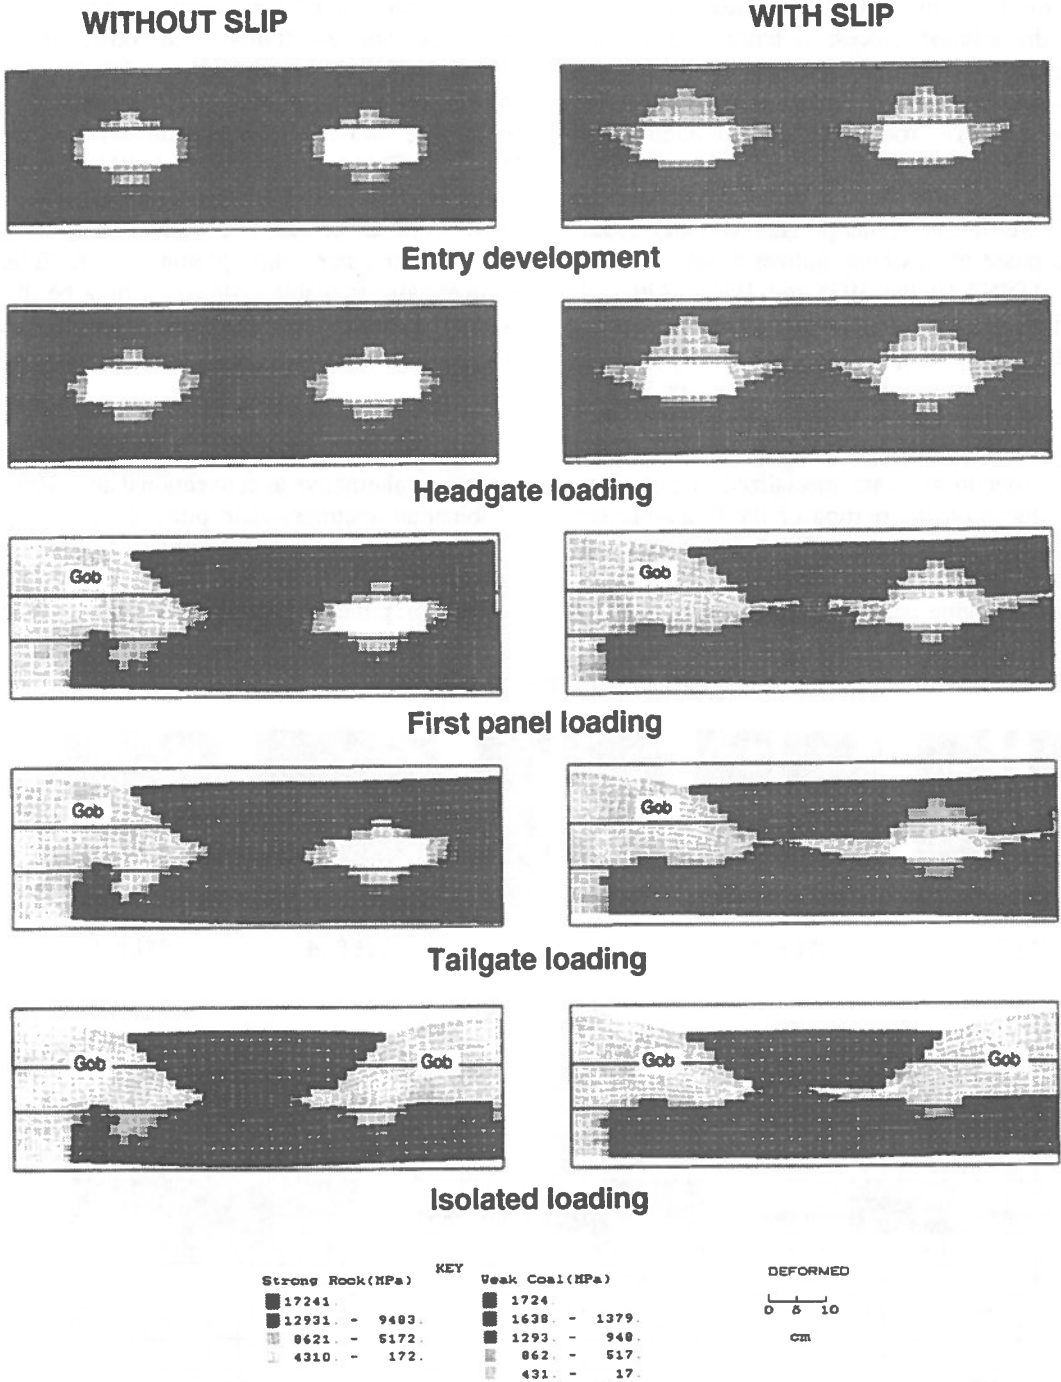 WITHOUT SLIP
WITH SLIP
Entry development
Headgate loading
Gob
Gob
First panel loading
Gob
Gob
Tailgate loading
Gob
Gob
Gob
Gob
Isolated loading
KEY
Strong Rock(MPa)
17241.
12931. - 9483.
8621. - 5172.
4310. - 172.
Weak Coal(MPa)
1724.
1638. - 1379.
1293. - 948.
862. - 517.
431. - 17.
DEFORMED
0 5 10
cm